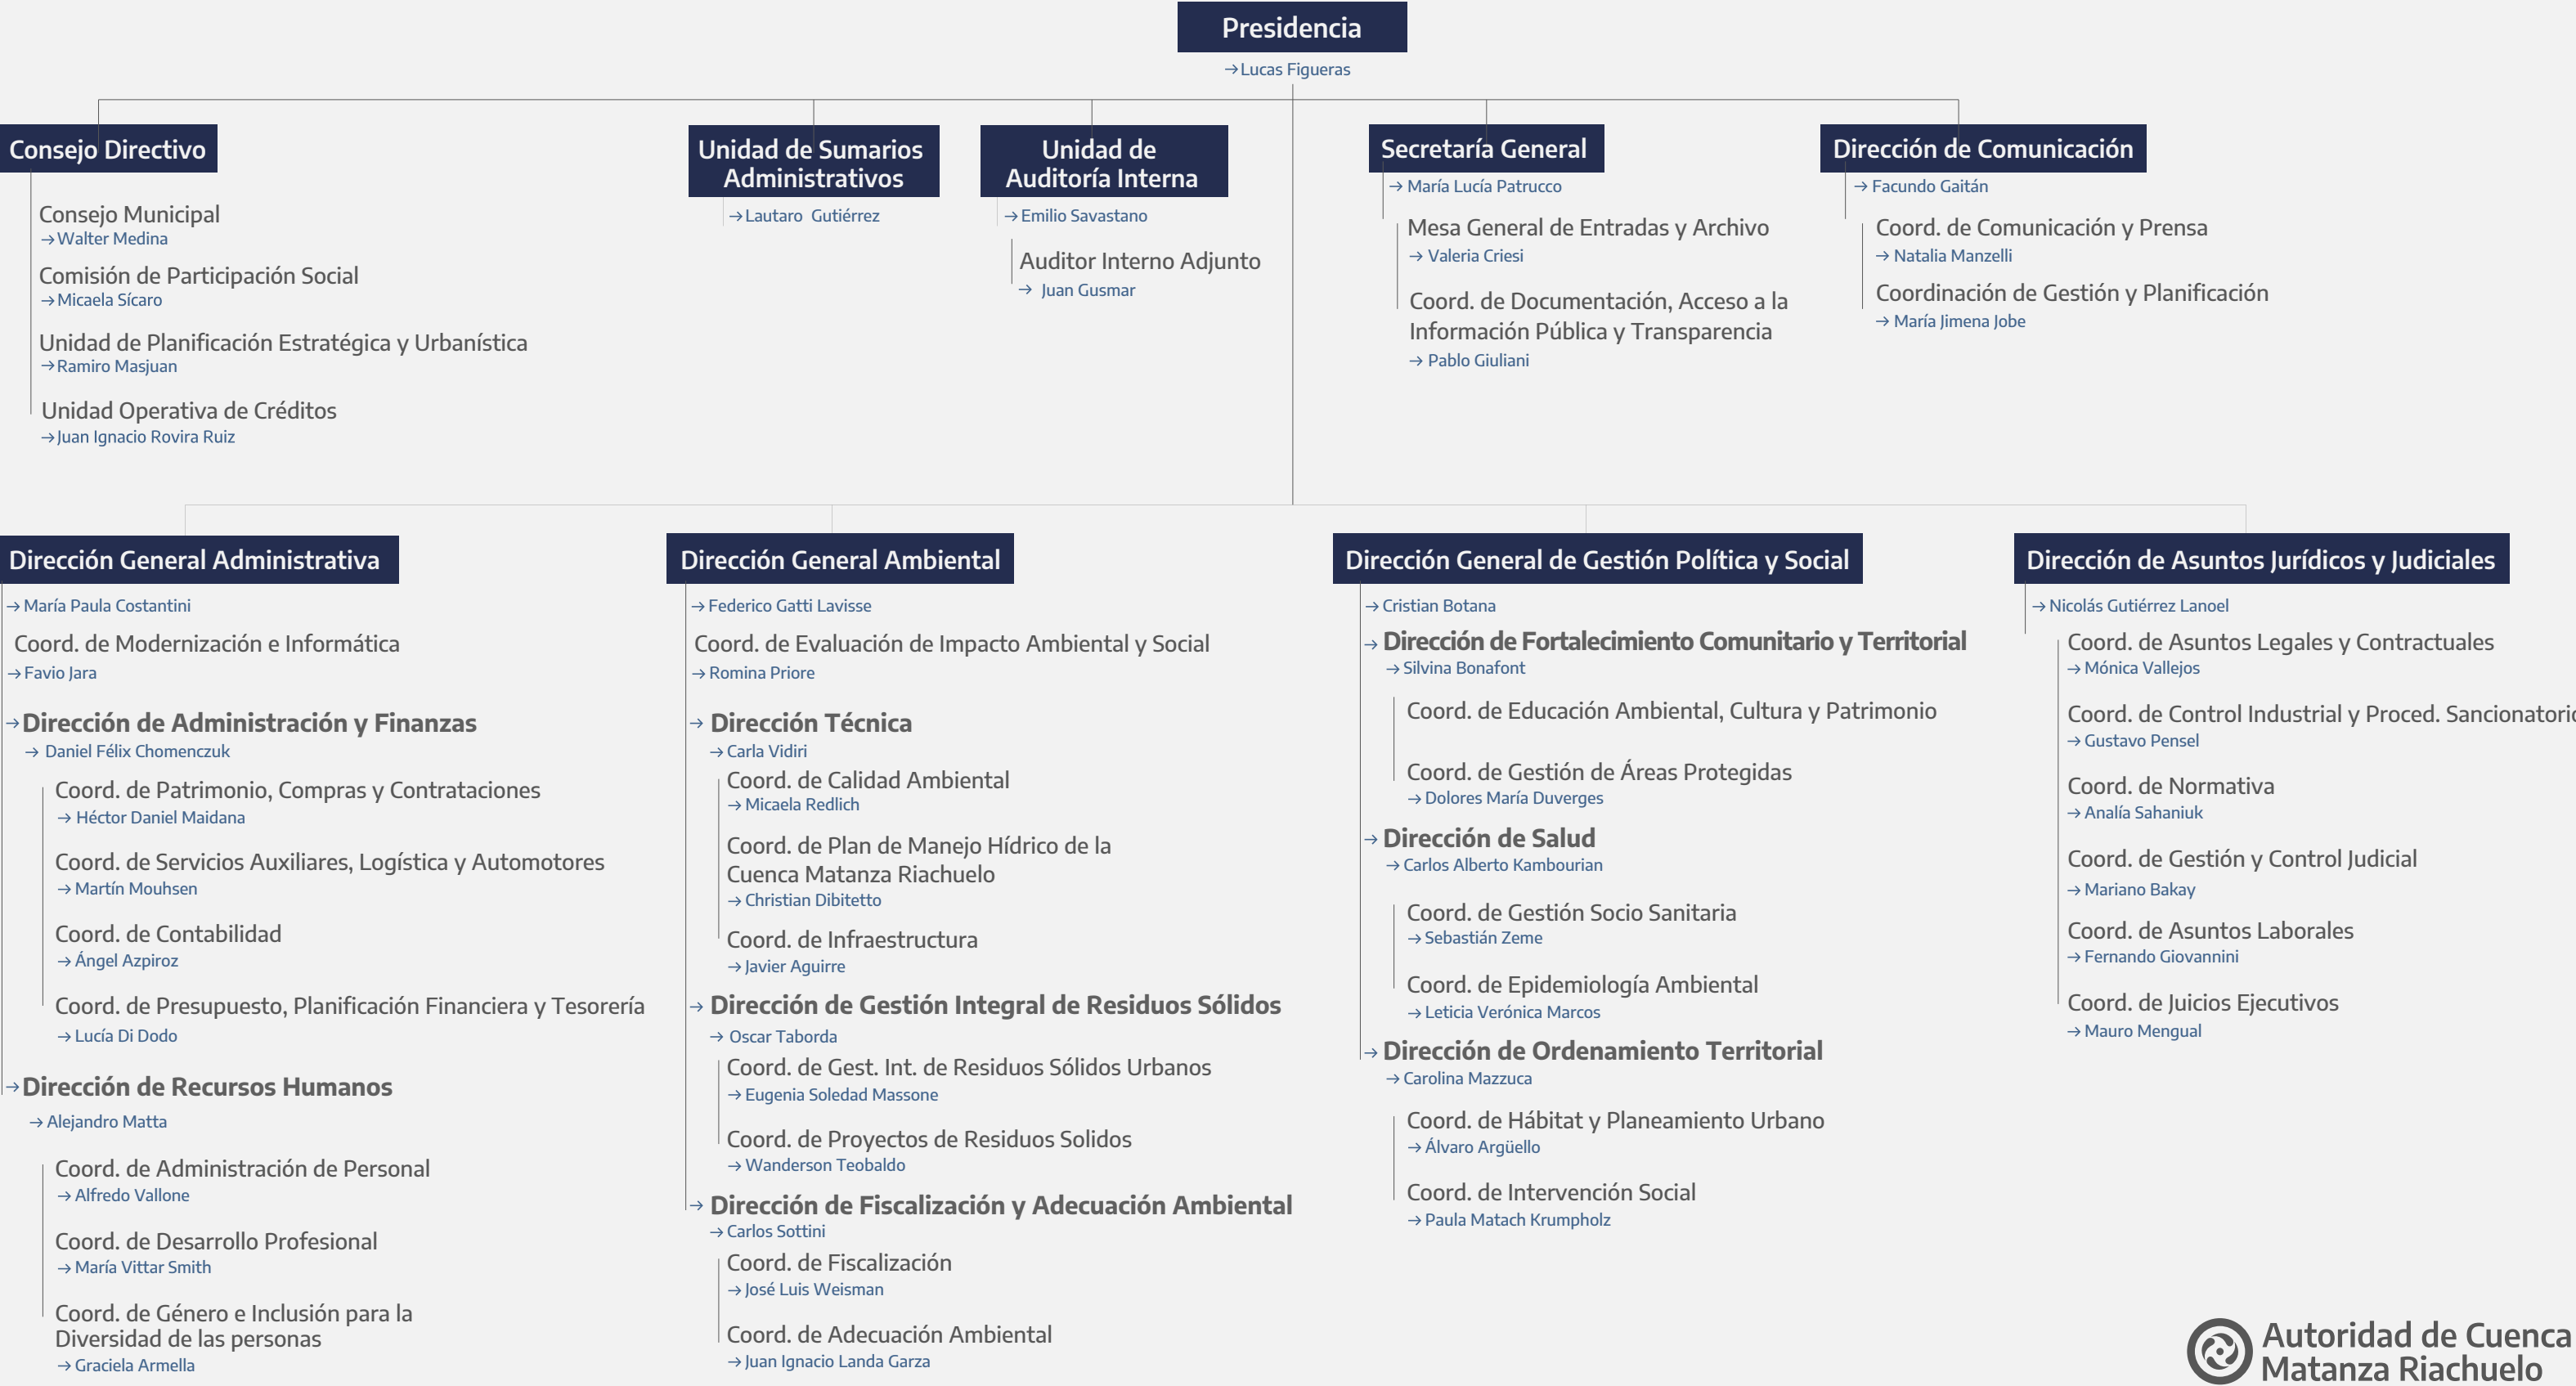 Presidencia
→Lucas Figueras
Consejo Directivo
Consejo Municipal
→Walter Medina
Comisión de Participación Social
→Micaela Sícaro
Unidad de Planificación Estratégica y Urbanística
→Ramiro Masjuan
Unidad Operativa de Créditos
→Juan Ignacio Rovira Ruiz
Unidad de Sumarios
Administrativos
→Lautaro Gutiérrez
Unidad de
Auditoría Interna
→Emilio Savastano
Auditor Interno Adjunto
→ Juan Gusmar
Secretaría General
→ María Lucía Patrucco
Mesa General de Entradas y Archivo
→ Valeria Criesi
Coord. de Documentación, Acceso a la
Información Pública y Transparencia
→ Pablo Giuliani
Dirección de Comunicación
→ Facundo Gaitán
Coord. de Comunicación y Prensa
→ Natalia Manzelli
Coordinación de Gestión y Planificación
→ María Jimena Jobe
Dirección General Administrativa
→ María Paula Costantini
Coord. de Modernización e Informática
→ Favio Jara
→Dirección de Administración y Finanzas
→ Daniel Félix Chomenczuk
Coord. de Patrimonio, Compras y Contrataciones
→ Héctor Daniel Maidana
Coord. de Servicios Auxiliares, Logística y Automotores
→ Martín Mouhsen
Coord. de Contabilidad
→ Ángel Azpiroz
Coord. de Presupuesto, Planificación Financiera y Tesorería
→ Lucía Di Dodo
→Dirección de Recursos Humanos
→ Alejandro Matta
Coord. de Administración de Personal
→ Alfredo Vallone
Coord. de Desarrollo Profesional
→ María Vittar Smith
Coord. de Género e Inclusión para la
Diversidad de las personas
→ Graciela Armella
Dirección General Ambiental
→ Federico Gatti Lavisse
Coord. de Evaluación de Impacto Ambiental y Social
→ Romina Priore
→ Dirección Técnica
→ Carla Vidiri
Coord. de Calidad Ambiental
→ Micaela Redlich
Coord. de Plan de Manejo Hídrico de la
Cuenca Matanza Riachuelo
→ Christian Dibitetto
Coord. de Infraestructura
→ Javier Aguirre
→ Dirección de Gestión Integral de Residuos Sólidos
→ Oscar Taborda
Coord. de Gest. Int. de Residuos Sólidos Urbanos
→ Eugenia Soledad Massone
Coord. de Proyectos de Residuos Solidos
→ Wanderson Teobaldo
→ Dirección de Fiscalización y Adecuación Ambiental
→ Carlos Sottini
Coord. de Fiscalización
→ José Luis Weisman
Coord. de Adecuación Ambiental
→ Juan Ignacio Landa Garza
Dirección General de Gestión Política y Social
→ Cristian Botana
→ Dirección de Fortalecimiento Comunitario y Territorial
→ Silvina Bonafont
Coord. de Educación Ambiental, Cultura y Patrimonio
Coord. de Gestión de Áreas Protegidas
→ Dolores María Duverges
→ Dirección de Salud
→ Carlos Alberto Kambourian
Coord. de Gestión Socio Sanitaria
→ Sebastián Zeme
Coord. de Epidemiología Ambiental
→ Leticia Verónica Marcos
→ Dirección de Ordenamiento Territorial
→ Carolina Mazzuca
Coord. de Hábitat y Planeamiento Urbano
→ Álvaro Argüello
Coord. de Intervención Social
→ Paula Matach Krumpholz
Dirección de Asuntos Jurídicos y Judiciales
→ Nicolás Gutiérrez Lanoel
Coord. de Asuntos Legales y Contractuales
→ Mónica Vallejos
Coord. de Control Industrial y Proced. Sancionatorio
→ Gustavo Pensel
Coord. de Normativa
→ Analía Sahaniuk
Coord. de Gestión y Control Judicial
→ Mariano Bakay
Coord. de Asuntos Laborales
→ Fernando Giovannini
Coord. de Juicios Ejecutivos
→ Mauro Mengual
Autoridad de Cuenca
Matanza Riachuelo